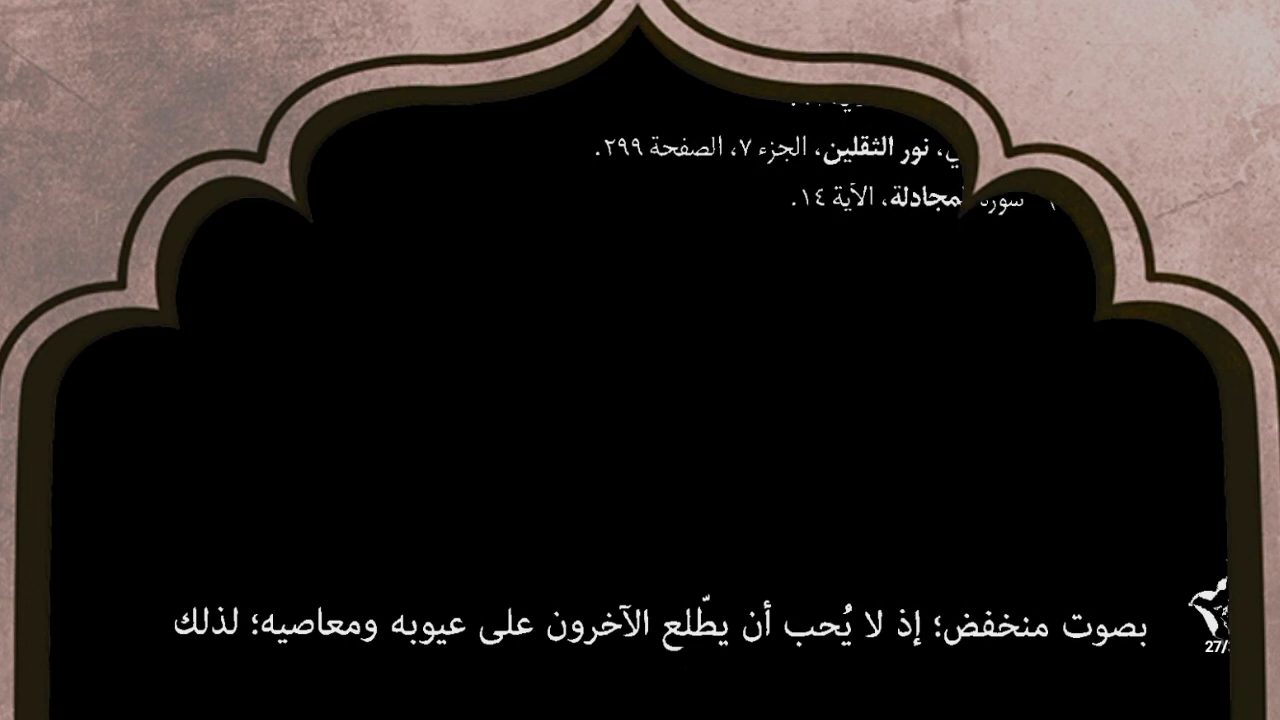 نور الثقلين، الجزء ٧، الصفحة ٢٩٩.
سورة المجادلة، الآية ١٤.
بصوت منخفض؛ إذ لا يُحب أن يطّلع الآخرون على عيوبه ومعاصيه؛ لذلك
27/